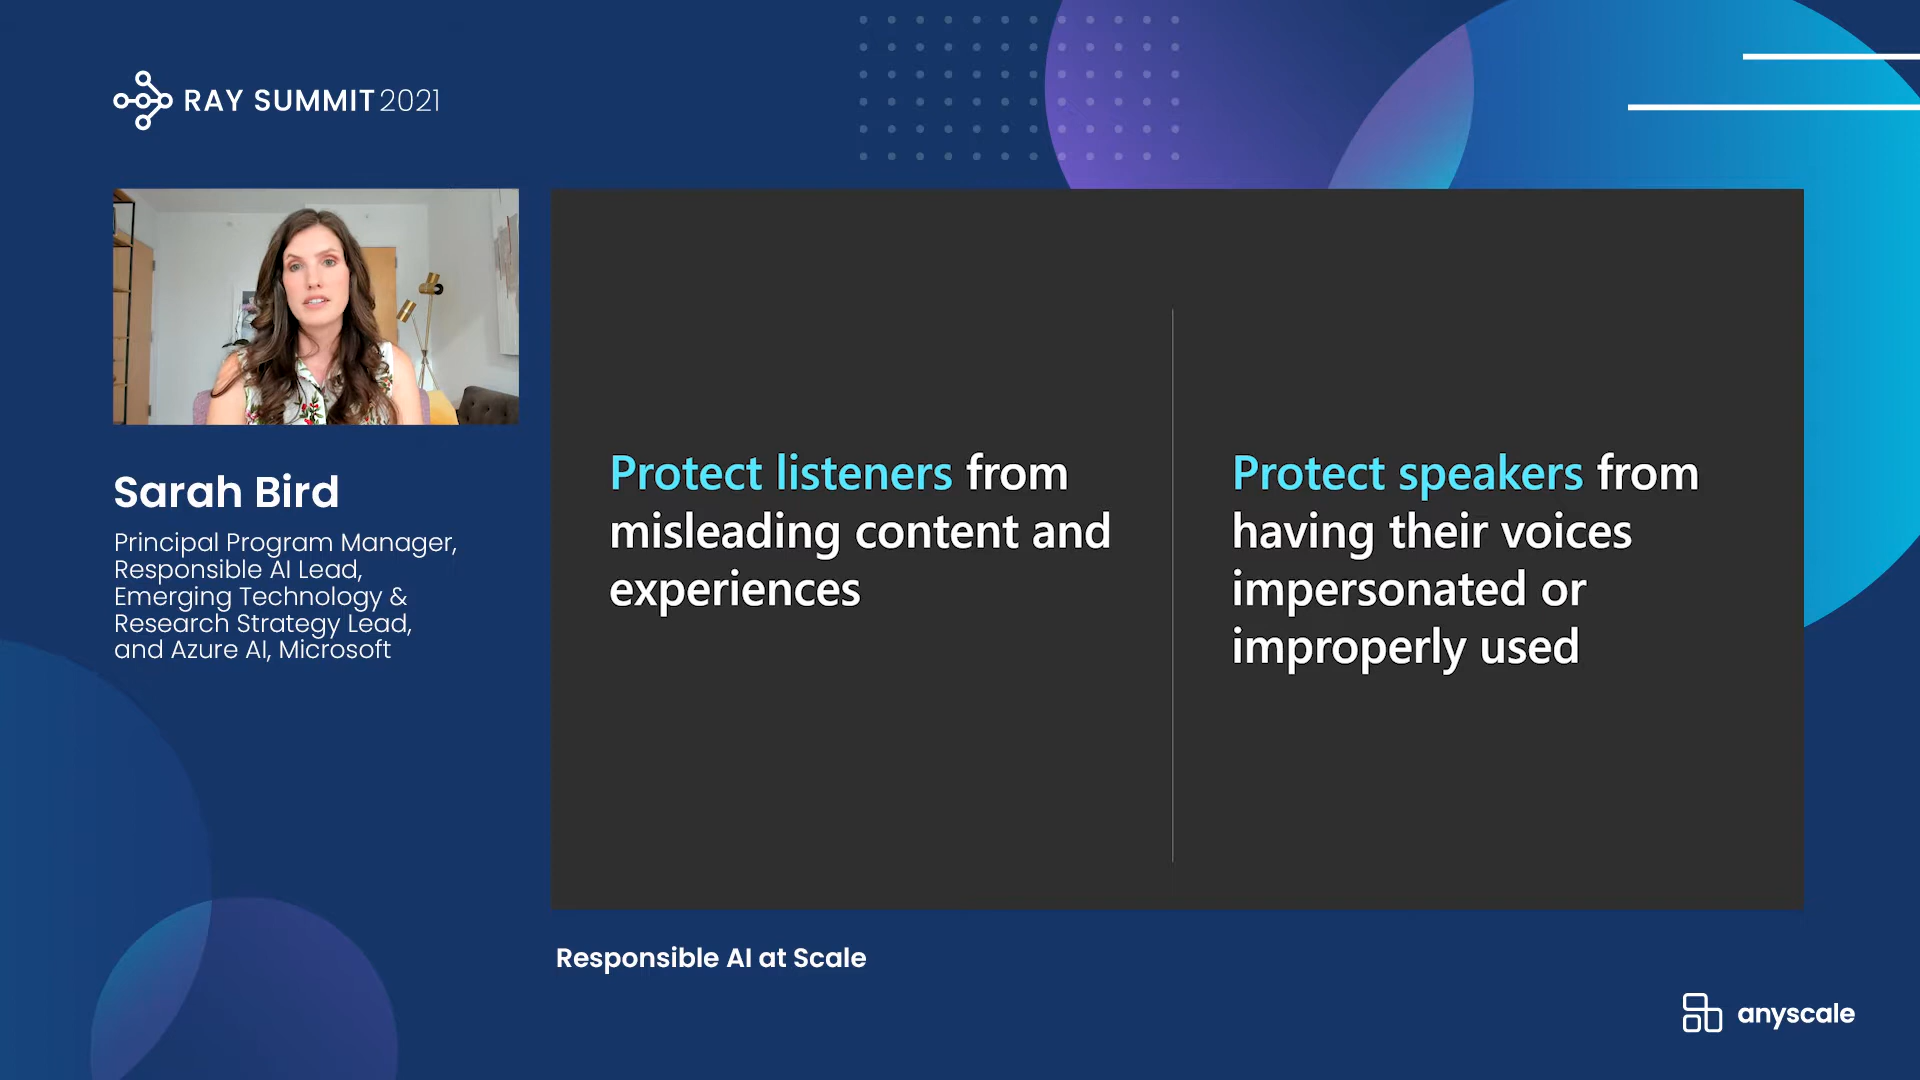 RAY SUMMIT 2021
Sarah Bird
Principal Program Manager,
Responsible AI Lead,
Emerging Technology &
Research Strategy Lead,
and Azure AI, Microsoft
Protect listeners from
misleading content and
experiences
Protect speakers from
having their voices
impersonated or
improperly used
Responsible AI at Scale
anyscale